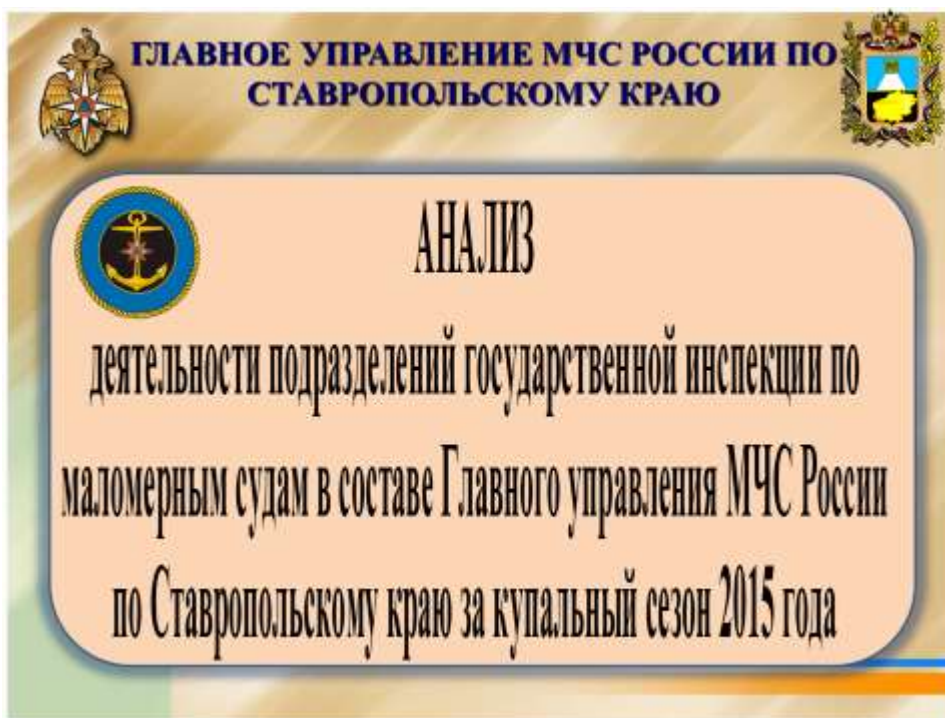 ГЛАВНОЕ УПРАВЛЕНИЕ МЧС РОССИИ ПО
СТАВРОПОЛЬСКОМУ КРАЮ
АНАЛИЗ
деятельности подразделений государственной инспекции по
маломерным судам в составе Главного управления МЧС России
по Ставропольскому краю за купальный сезон 2015 года